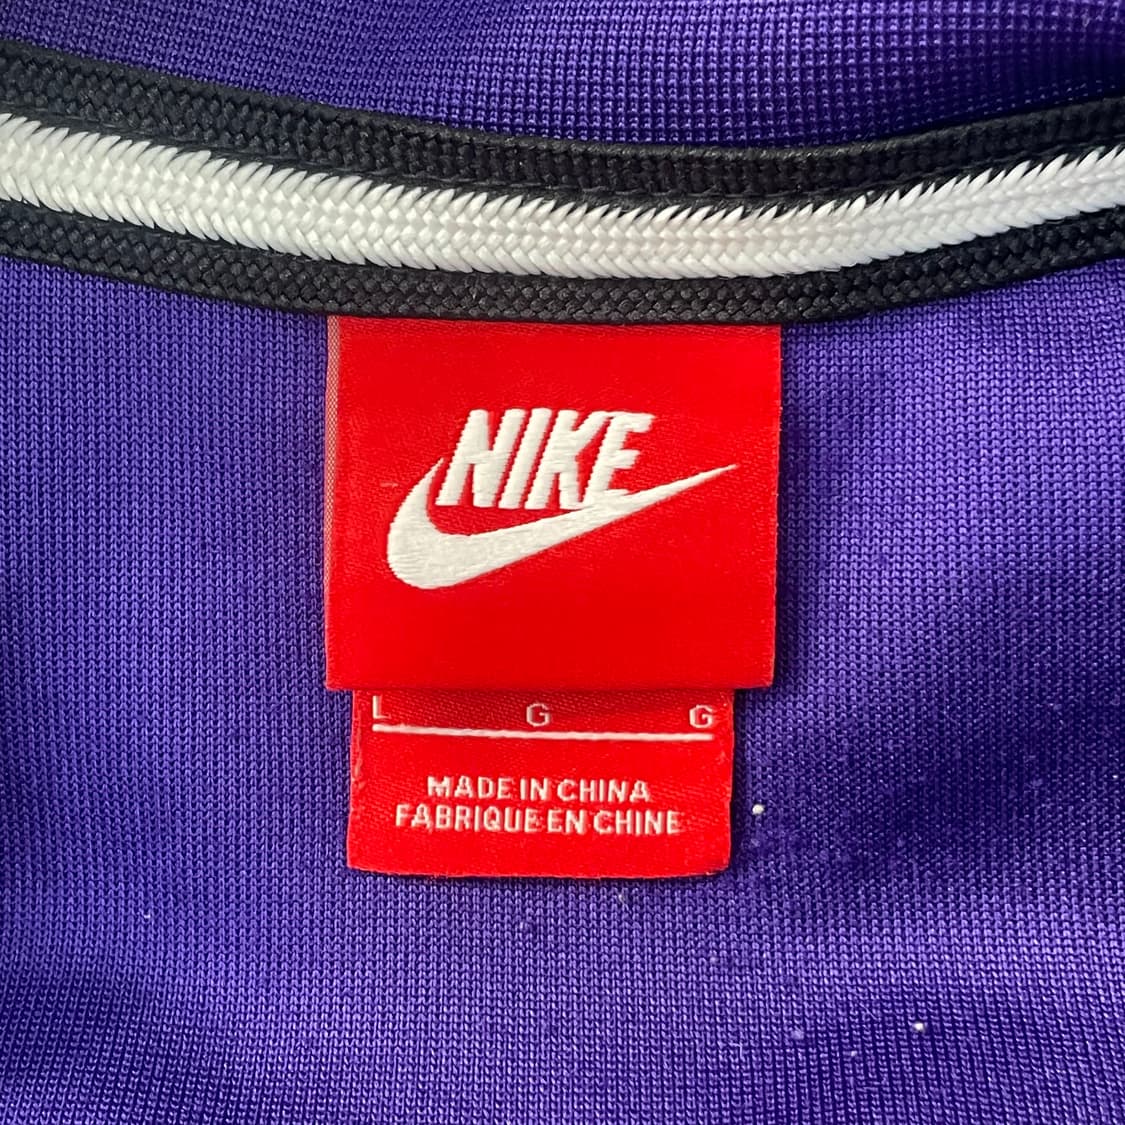 NIKE
L G G
MADE IN CHINA
FABRIQUE EN CHINE